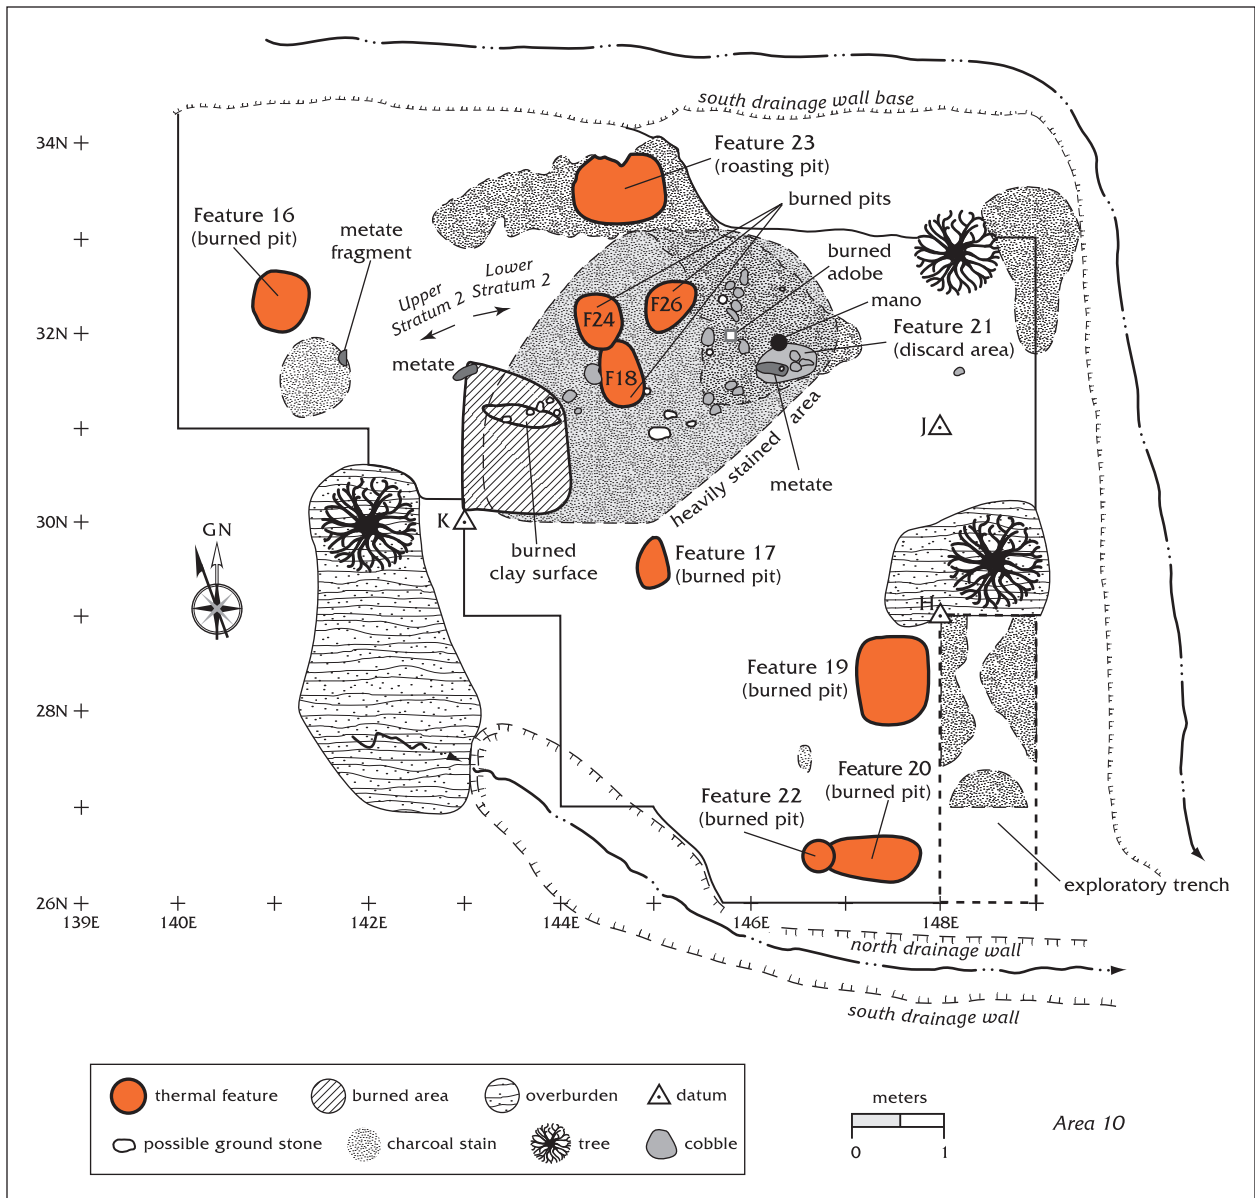 south drainage wall base
34N
Feature 23
(roasting pit)
burned pits
Feature 16
(burned pit)
metate
fragment
Upper
Stratum 2
Lower
Stratum 2
burned
adobe
mano
F26
F24
32N
Feature 21
(discard area)
metate
F18
J
heavily stained area
metate
30N
K
GN
burned
clay surface
Feature 17
(burned pit)
H
Feature 19
(burned pit)
28N
Feature 20
(burned pit)
Feature 22
(burned pit)
exploratory trench
26N
139E
140E
142E
144E
146E
148E
north drainage wall
south drainage wall
thermal feature
burned area
overburden
datum
possible ground stone
charcoal stain
tree
cobble
meters
0
1
Area 10